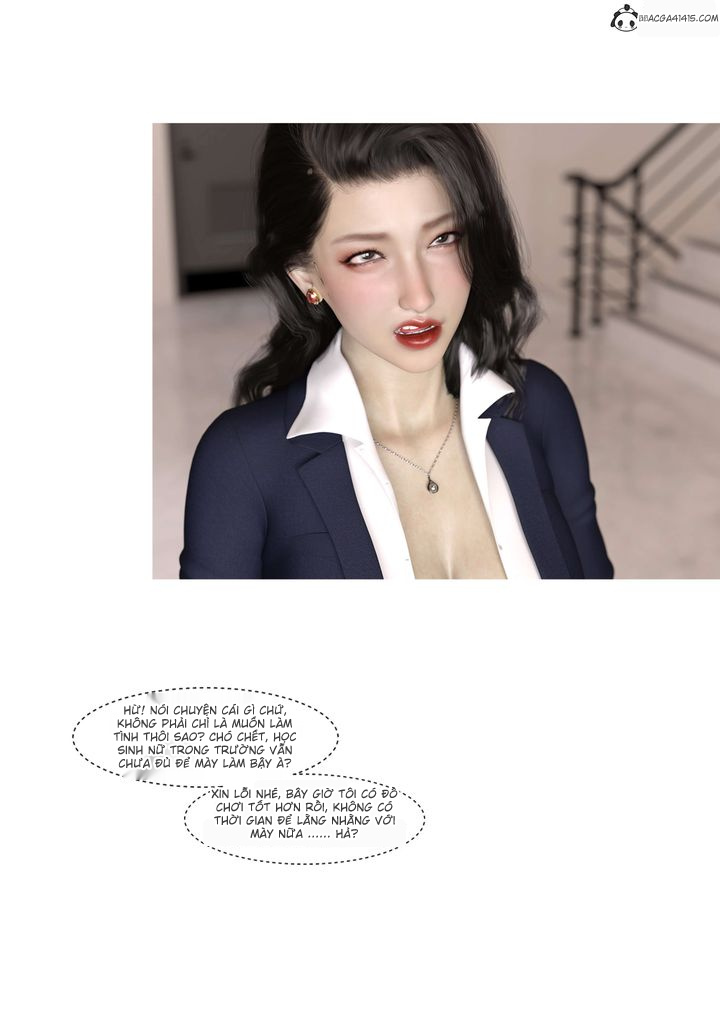 ACGA41415.COM
HỪ! NÓI CHUYỆN CÁI GÌ CHỨ,
KHÔNG PHẢI CHỈ LÀ MUỐN LÀM
TÌNH THÔI SAO? CHÓ CHẾT, HỌC
SINH NỮ TRONG TRƯỜNG VẪN
CHƯA ĐỦ ĐỂ MÀY LÀM BẬY À?
XIN LỖI NHÉ, BÂY GIỜ TÔI CÓ ĐỒ
CHƠI TỐT HƠN RỒI, KHÔNG CÓ
THỜI GIAN ĐỂ LẰNG NHẰNG VỚI
MÀY NỮA ...... HẢ?